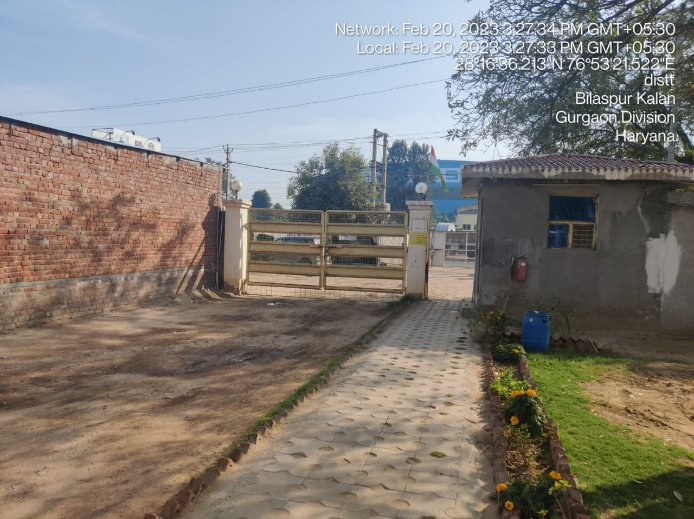 Network: Feb 20, 2023 3:27:34 PM GMT+05:30
Local: Feb 20, 2023 3:27:33 PM GMT+05:30
28°16'36.213"N 76°53'21.522"E
distt
Bilaspur Kalan
Gurgaon Division
Haryana